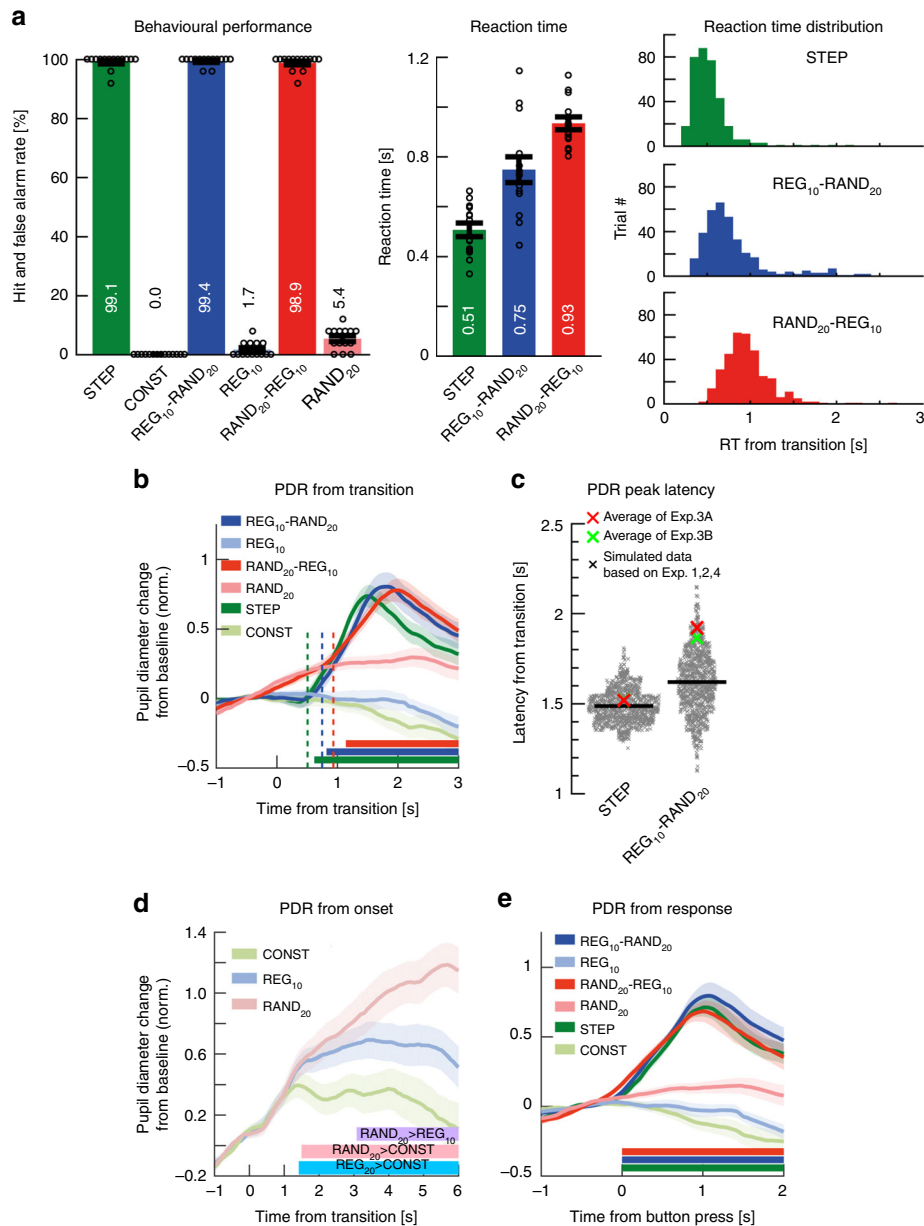 a
Behavioural performance
Hit and false alarm rate [%]
100
80
60
40
20
0
99.1
0.0
99.4
1.7
98.9
5.4
STEP
CONST
REG₁₀-RAND₂₀
REG₁₀
RAND₂₀-REG₁₀
RAND₂₀
Reaction time
Reaction time [s]
1.2
0.8
0.4
0
0.51
0.75
0.93
STEP
REG₁₀-RAND₂₀
RAND₂₀-REG₁₀
Reaction time distribution
STEP
80
40
0
REG₁₀-RAND₂₀
Trial #
80
40
0
RAND₂₀-REG₁₀
80
40
0
0
1
2
3
RT from transition [s]
b
PDR from transition
REG₁₀-RAND₂₀
REG₁₀
RAND₂₀-REG₁₀
RAND₂₀
STEP
CONST
Pupil diameter change
from baseline (norm.)
1
0.5
0
−0.5
−1
0
1
2
3
Time from transition [s]
c
PDR peak latency
Average of Exp.3A
Average of Exp.3B
Simulated data
based on Exp. 1,2,4
Latency from transition [s]
2.5
2
1.5
1
STEP
REG₁₀-RAND₂₀
d
PDR from onset
CONST
REG₁₀
RAND₂₀
Pupil diameter change
from baseline (norm.)
1.4
1.0
0.6
0.2
−0.2
RAND₂₀>REG₁₀
RAND₂₀>CONST
REG₂₀>CONST
−1
0
1
2
3
4
5
6
Time from transition [s]
e
PDR from response
REG₁₀-RAND₂₀
REG₁₀
RAND₂₀-REG₁₀
RAND₂₀
STEP
CONST
1
0.5
0
−0.5
−1
0
1
2
Time from button press [s]